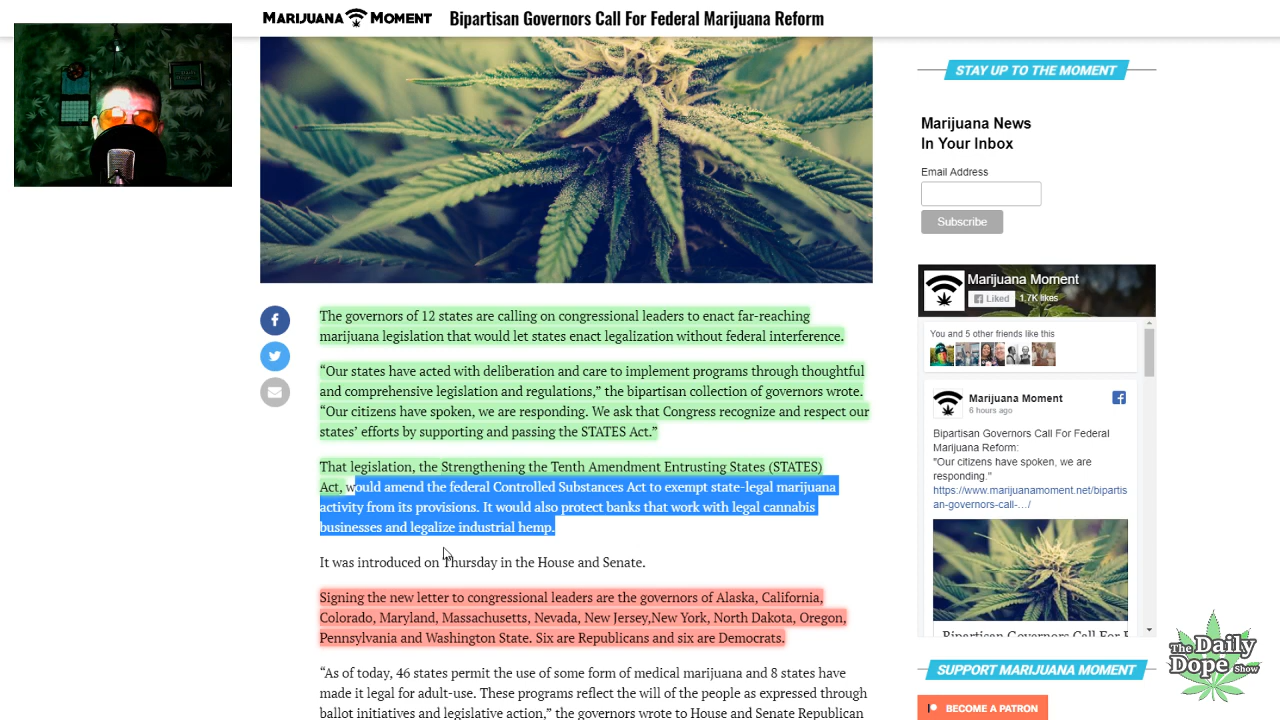 MARIJUANA MOMENT
Bipartisan Governors Call For Federal Marijuana Reform
The governors of 12 states are calling on congressional leaders to enact far-reaching
marijuana legislation that would let states enact legalization without federal interference.
“Our states have acted with deliberation and care to implement programs through thoughtful
and comprehensive legislation and regulations,” the bipartisan collection of governors wrote.
“Our citizens have spoken, we are responding. We ask that Congress recognize and respect our
states’ efforts by supporting and passing the STATES Act.”
That legislation, the Strengthening the Tenth Amendment Entrusting States (STATES)
Act, would amend the federal Controlled Substances Act to exempt state-legal marijuana
activity from its provisions. It would also protect banks that work with legal cannabis
businesses and legalize industrial hemp.
It was introduced on Thursday in the House and Senate.
Signing the new letter to congressional leaders are the governors of Alaska, California,
Colorado, Maryland, Massachusetts, Nevada, New Jersey,New York, North Dakota, Oregon,
Pennsylvania and Washington State. Six are Republicans and six are Democrats.
“As of today, 46 states permit the use of some form of medical marijuana and 8 states have
made it legal for adult-use. These programs reflect the will of the people as expressed through
ballot initiatives and legislative action,” the governors wrote to House and Senate Republican
STAY UP TO THE MOMENT
Marijuana News
In Your Inbox
Email Address
Subscribe
Marijuana Moment
Liked
1.7K likes
You and 5 other friends like this
Marijuana Moment
6 hours ago
Bipartisan Governors Call For Federal
Marijuana Reform:
"Our citizens have spoken, we are
responding."
https://www.marijuanamoment.net/bipartis
an-governors-call-…/
Bipartisan Governors Call For F
SUPPORT MARIJUANA MOMENT
BECOME A PATRON
The Daily
Dope Show